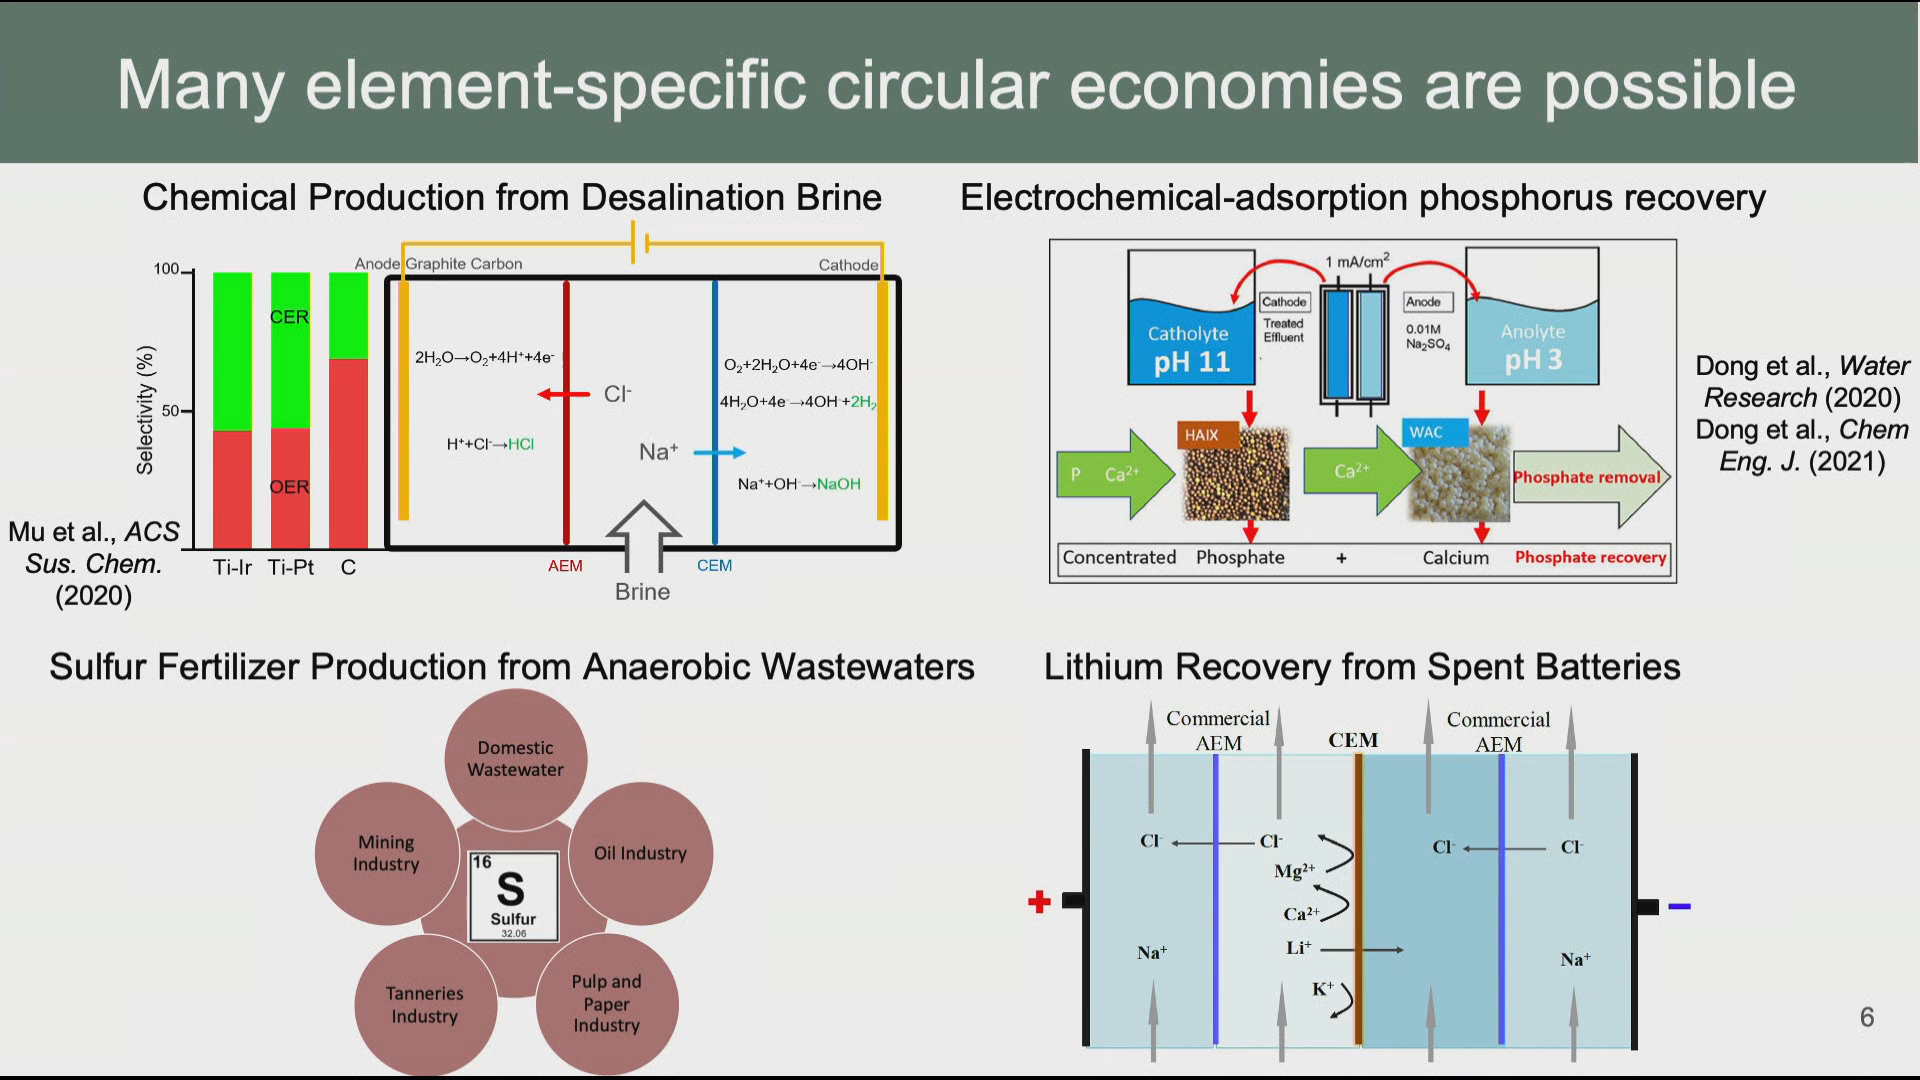 Many element-specific circular economies are possible
Chemical Production from Desalination Brine
100
50
Selectivity (%)
CER
OER
Ti-Ir Ti-Pt C
Mu et al., ACS
Sus. Chem.
(2020)
Anode Graphite Carbon
Cathode
2H₂O→O₂+4H⁺+4e⁻
H⁺+Cl⁻→HCl
Cl⁻
Na⁺
O₂+2H₂O+4e⁻→4OH⁻
4H₂O+4e⁻→4OH⁻+2H₂
Na⁺+OH⁻→NaOH
AEM
CEM
Brine
Electrochemical-adsorption phosphorus recovery
1 mA/cm²
Catholyte
pH 11
Cathode
Treated
Effluent
Anode
0.01M
Na₂SO₄
Anolyte
pH 3
HAIX
WAC
P Ca²⁺
Ca²⁺
Phosphate removal
Concentrated Phosphate + Calcium Phosphate recovery
Dong et al., Water
Research (2020)
Dong et al., Chem
Eng. J. (2021)
Sulfur Fertilizer Production from Anaerobic Wastewaters
Domestic
Wastewater
Mining
Industry
Oil Industry
16
S
Sulfur
32.06
Tanneries
Industry
Pulp and
Paper
Industry
Lithium Recovery from Spent Batteries
Commercial
AEM
CEM
Commercial
AEM
Cl⁻
Cl⁻
Cl⁻
Cl⁻
Mg²⁺
Ca²⁺
Li⁺
K⁺
Na⁺
Na⁺
+
−
6